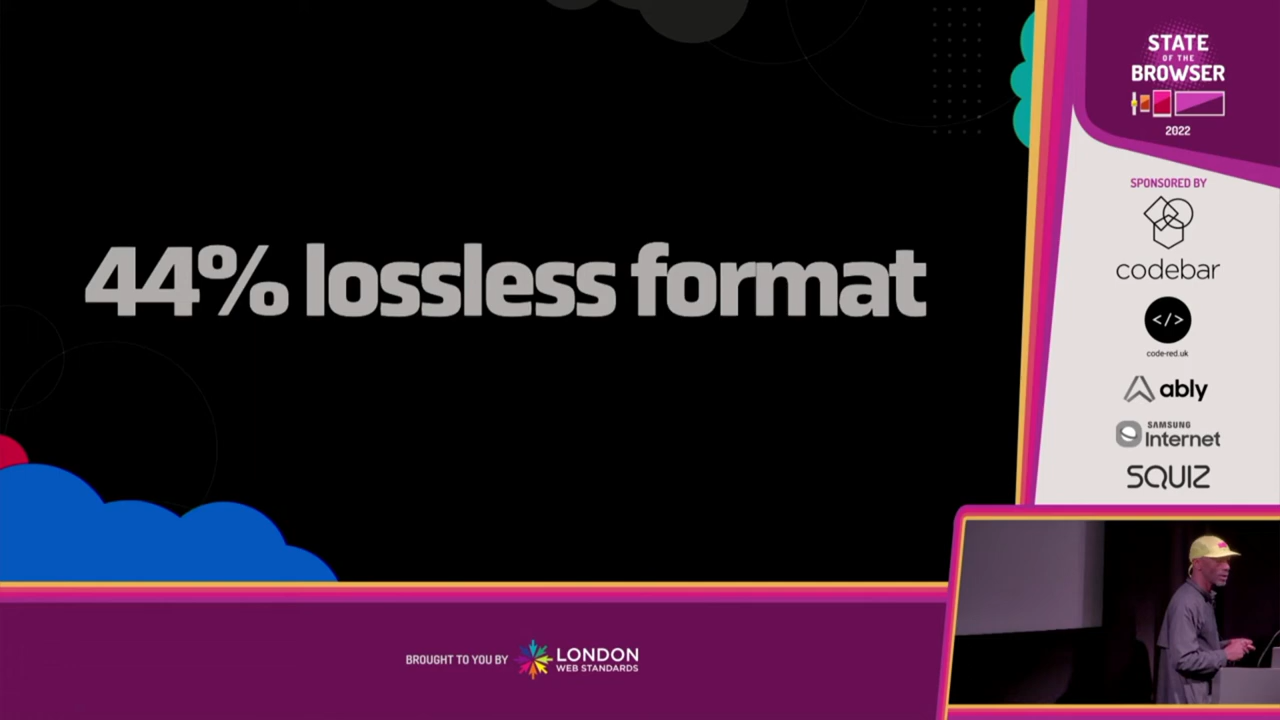 44% lossless format
STATE
OF THE
BROWSER
2022
SPONSORED BY
codebar
</>
code-red.uk
ably
SAMSUNG
Internet
SQUIZ
BROUGHT TO YOU BY
LONDON
WEB STANDARDS